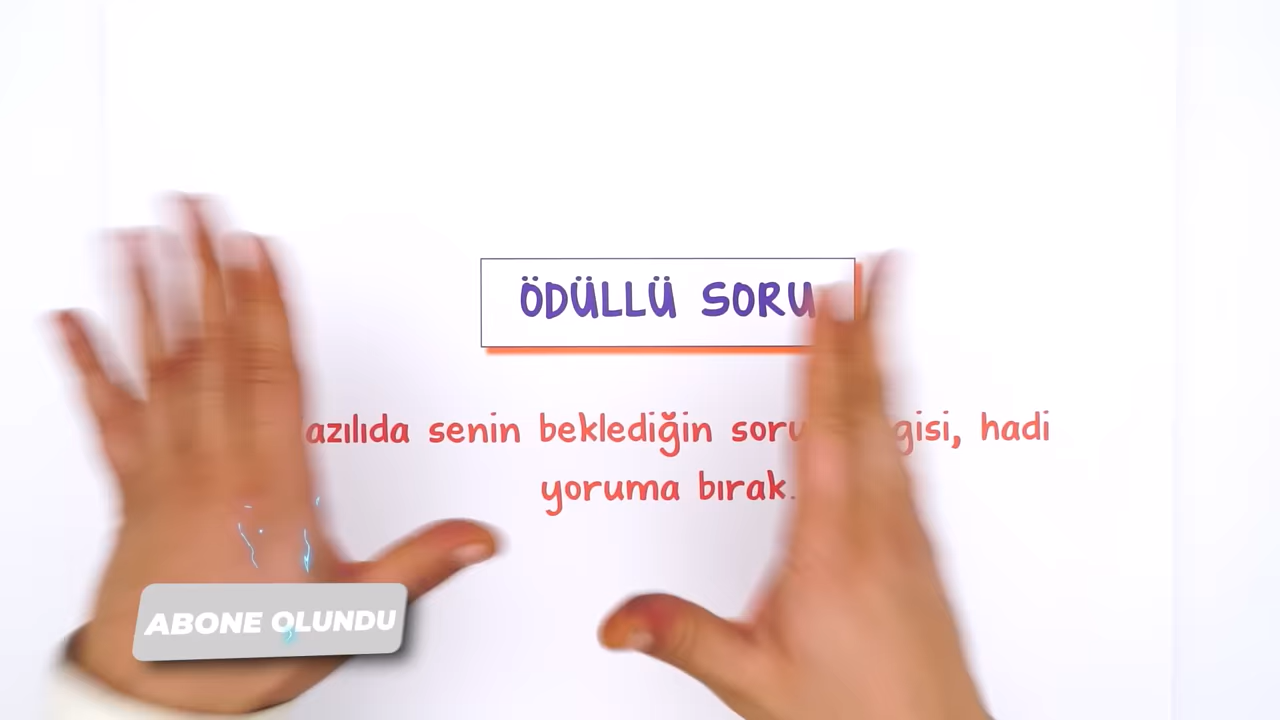 ÖDÜLLÜ SORU
azılıda senin beklediğin soru gisi, hadi
yoruma bırak.
ABONE OLUNDU